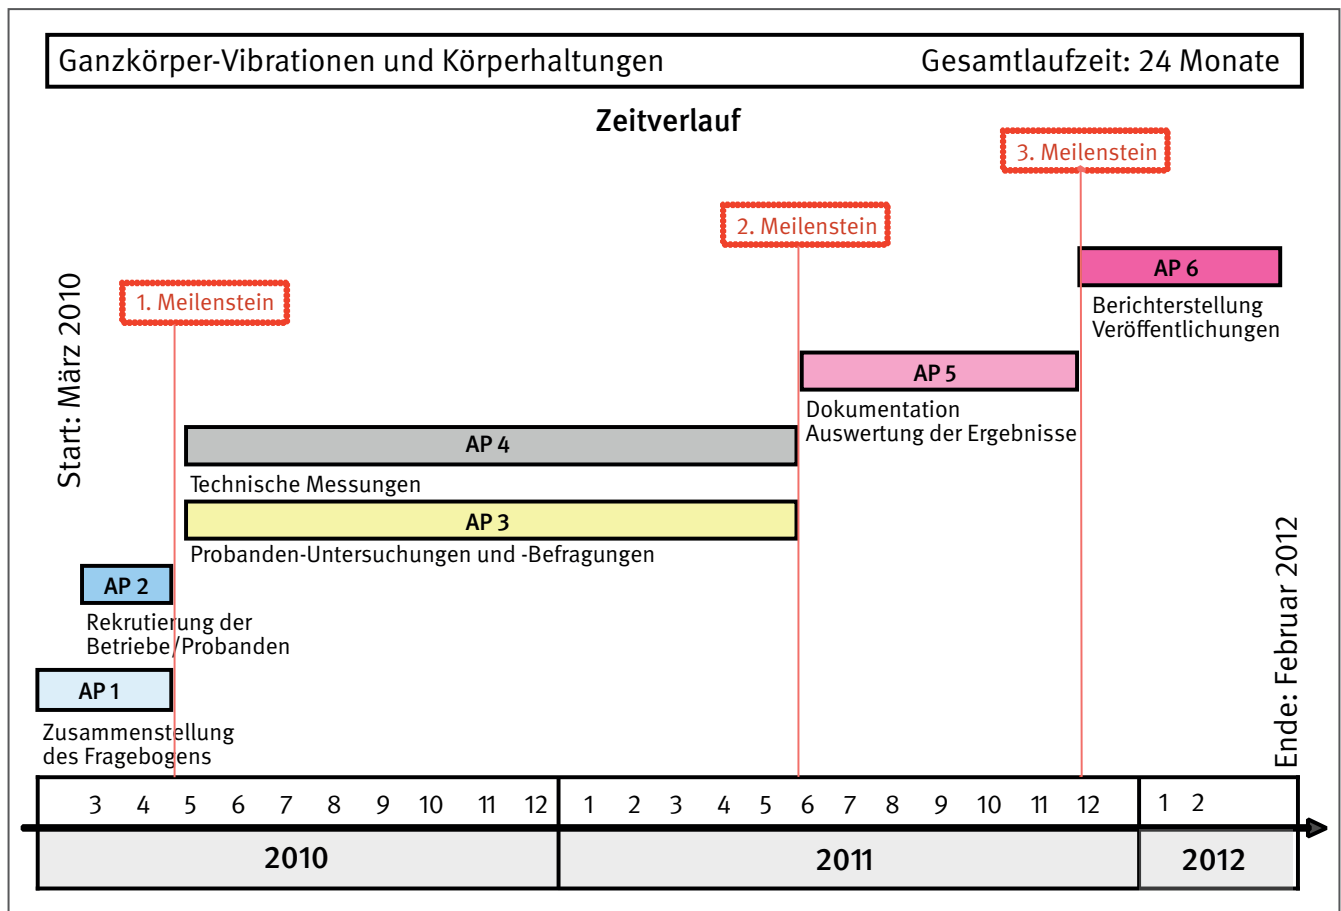 Ganzkörper-Vibrationen und Körperhaltungen Gesamtlaufzeit: 24 Monate
Zeitverlauf
3. Meilenstein
2. Meilenstein
1. Meilenstein
Start: März 2010
AP 6
Berichterstellung
Veröffentlichungen
AP 5
Dokumentation
Auswertung der Ergebnisse
AP 4
Technische Messungen
AP 3
Probanden-Untersuchungen und -Befragungen
AP 2
Rekrutierung der
Betriebe/Probanden
AP 1
Zusammenstellung
des Fragebogens
Ende: Februar 2012
3 4 5 6 7 8 9 10 11 12 1 2 3 4 5 6 7 8 9 10 11 12 1 2
2010 2011 2012